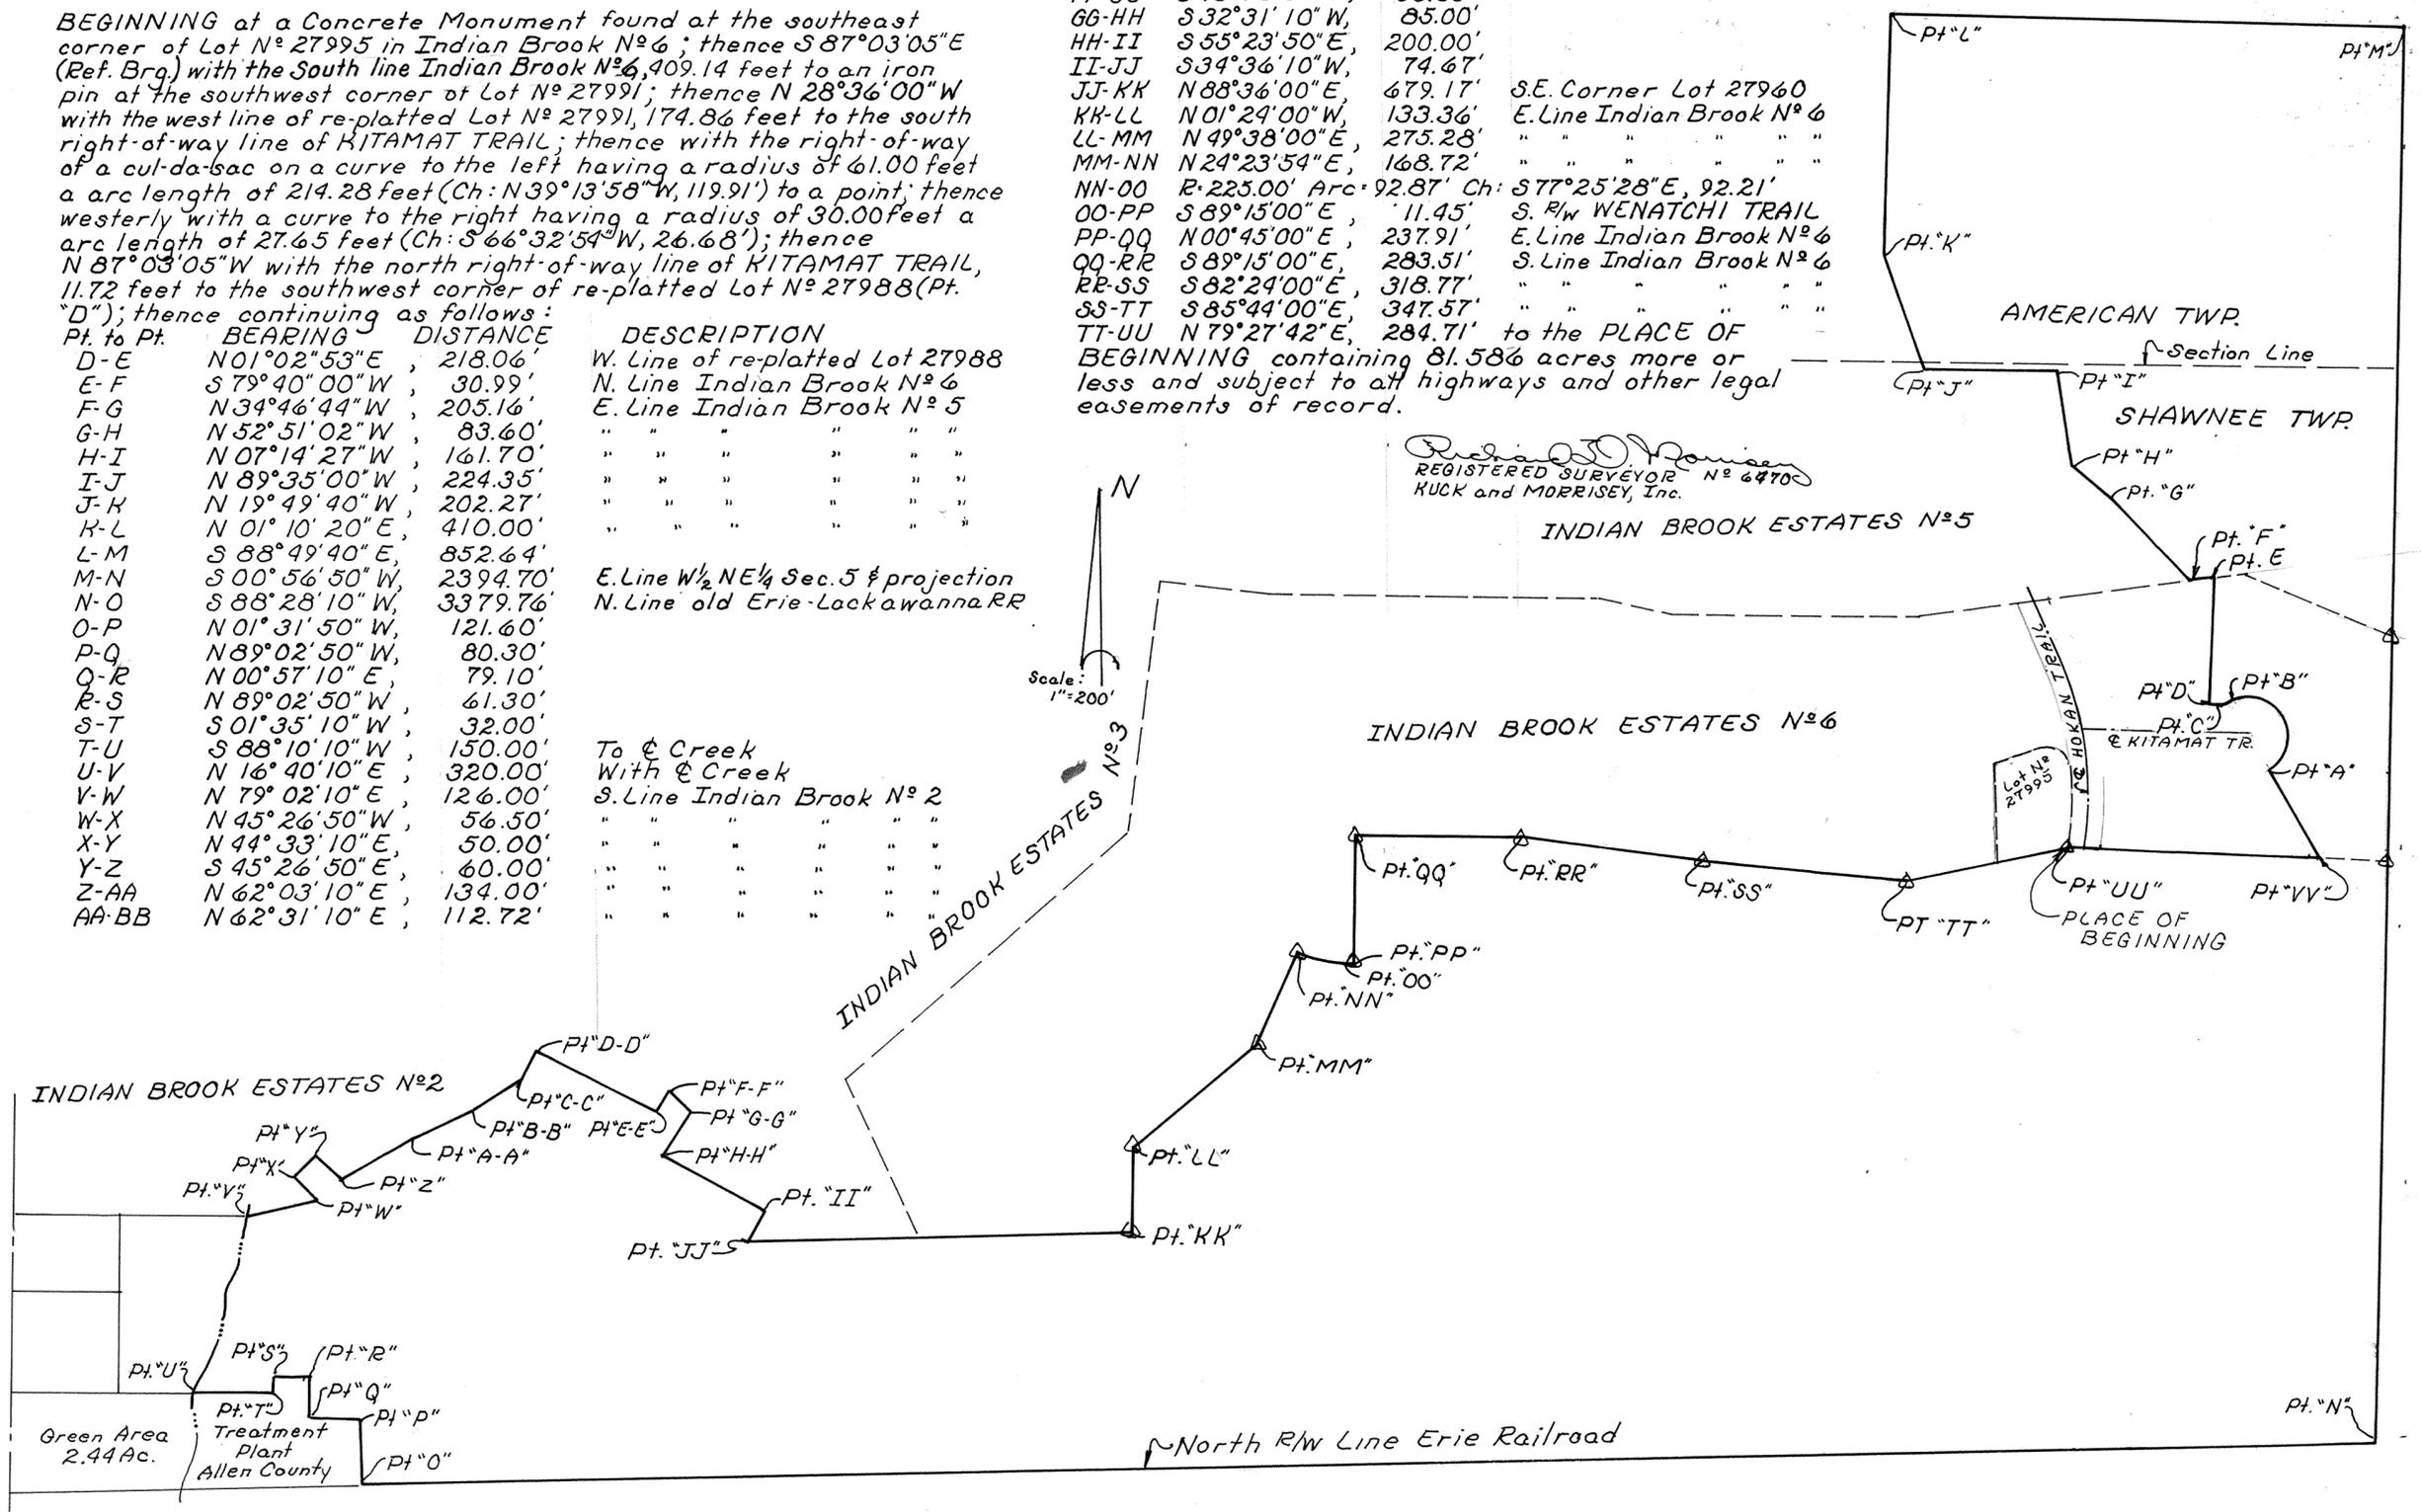 BEGINNING at a Concrete Monument found at the southeast
corner of Lot Nº 27995 in Indian Brook Nº 6 ; thence S 87°03'05"E
(Ref. Brg.) with the South line Indian Brook Nº 6, 409.14 feet to an iron
pin at the southwest corner of Lot Nº 27991; thence N 28°36'00"W
with the west line of re-platted Lot Nº 27991, 174.86 feet to the south
right-of-way line of KITAMAT TRAIL; thence with the right-of-way
of a cul-da-sac on a curve to the left having a radius of 61.00 feet
a arc length of 214.28 feet (Ch: N 39°13'58"W, 119.91') to a point; thence
westerly with a curve to the right having a radius of 30.00 feet a
arc length of 27.65 feet (Ch: S 66°32'54"W, 26.68'); thence
N 87°03'05"W with the north right-of-way line of KITAMAT TRAIL,
11.72 feet to the southwest corner of re-platted Lot Nº 27988 (Pt.
"D"); thence continuing as follows:
Pt. to Pt. BEARING DISTANCE DESCRIPTION
D-E N 01°02"53"E , 218.06' W. Line of re-platted Lot 27988
E-F S 79°40'00"W , 30.99' N. Line Indian Brook Nº 6
F-G N 34°46'44"W , 205.16' E. Line Indian Brook Nº 5
G-H N 52°51'02"W , 83.60' " " " " " "
H-I N 07°14'27"W , 161.70' " " " " " "
I-J N 89°35'00"W , 224.35' " " " " " "
J-K N 19°49'40"W , 202.27' " " " " " "
K-L N 01°10'20"E , 410.00' " " " " " "
L-M S 88°49'40"E, 852.64'
M-N S 00°56'50"W, 2394.70' E. Line W½ NE¼ Sec. 5 & projection
N-O S 88°28'10"W, 3379.76' N. Line old Erie-Lackawanna RR
O-P N 01°31'50"W, 121.60'
P-Q N 89°02'50"W, 80.30'
Q-R N 00°57'10"E , 79.10'
R-S N 89°02'50"W , 61.30'
S-T S 01°35'10"W , 32.00'
T-U S 88°10'10"W , 150.00' To ℄ Creek
U-V N 16°40'10"E , 320.00' With ℄ Creek
V-W N 79°02'10"E , 126.00' S. Line Indian Brook Nº 2
W-X N 45°26'50"W , 56.50' " " " " " "
X-Y N 44°33'10"E, 50.00' " " " " " "
Y-Z S 45°26'50"E , 60.00' " " " " " "
Z-AA N 62°03'10"E , 134.00' " " " " " "
AA-BB N 62°31'10"E , 112.72' " " " " " "
GG-HH S 32°31'10"W, 85.00'
HH-II S 55°23'50"E, 200.00'
II-JJ S 34°36'10"W, 74.67'
JJ-KK N 88°36'00"E, 679.17' S.E. Corner Lot 27960
KK-LL N 01°24'00"W, 133.36' E. Line Indian Brook Nº 6
LL-MM N 49°38'00"E, 275.28' " " " " " "
MM-NN N 24°23'54"E, 168.72' " " " " " "
NN-OO R=225.00' Arc=92.87' Ch: S 77°25'28"E, 92.21'
OO-PP S 89°15'00"E , 11.45' S. R/W WENATCHI TRAIL
PP-QQ N 00°45'00"E , 237.91' E. Line Indian Brook Nº 6
QQ-RR S 89°15'00"E, 283.51' S. Line Indian Brook Nº 6
RR-SS S 82°24'00"E , 318.77' " " " " " "
SS-TT S 85°44'00"E, 347.57' " " " " " "
TT-UU N 79°27'42"E, 284.71' to the PLACE OF
BEGINNING containing 81.586 acres more or
less and subject to all highways and other legal
easements of record.
Richard D. Morrisey
REGISTERED SURVEYOR Nº 6470
KUCK and MORRISEY, Inc.
Pt "L"
Pt "M"
Pt. "K"
AMERICAN TWP.
Section Line
Pt "J"
Pt "I"
SHAWNEE TWP.
Pt "H"
Pt. "G"
N
Scale:
1"=200'
INDIAN BROOK ESTATES Nº 5
Pt. "F"
Pt. E
INDIAN BROOK ESTATES Nº 3
INDIAN BROOK ESTATES Nº 6
℄ HOKAN TRAIL
Pt "D"
Pt "B"
Pt. "C"
℄ KITAMAT TR.
Pt "A"
Lot Nº
27995
Pt. "QQ"
Pt. "RR"
Pt. "SS"
PT "TT"
Pt "UU"
PLACE OF
BEGINNING
Pt "VV"
Pt. "PP"
Pt. "OO"
Pt. "NN"
Pt. "MM"
Pt. "LL"
Pt. "KK"
INDIAN BROOK ESTATES Nº 2
Pt "D-D"
Pt "C-C"
Pt "B-B"
Pt "E-E"
Pt "F-F"
Pt "G-G"
Pt "H-H"
Pt "A-A"
Pt "Y"
Pt "X"
Pt "Z"
Pt. "V"
Pt "W"
Pt. "II"
Pt. "JJ"
Pt. "U"
Pt "S"
Pt. "R"
Pt "Q"
Pt. "T"
Pt "P"
Pt "O"
Green Area
2.44 Ac.
Treatment
Plant
Allen County
North R/W Line Erie Railroad
Pt. "N"